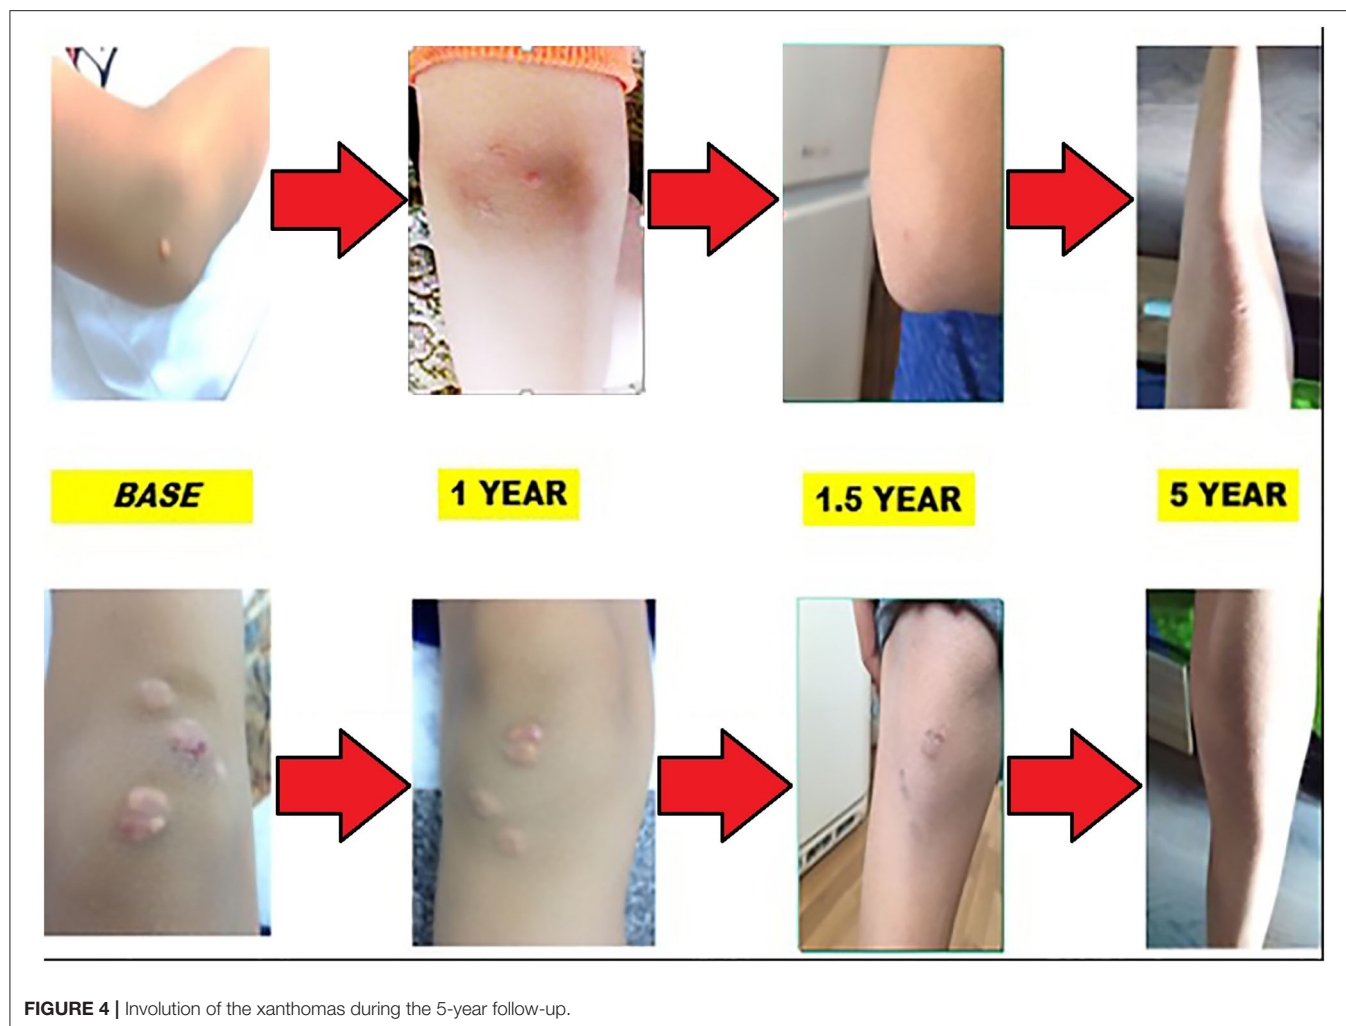 BASE
1 YEAR
1.5 YEAR
5 YEAR
FIGURE 4 | Involution of the xanthomas during the 5-year follow-up.